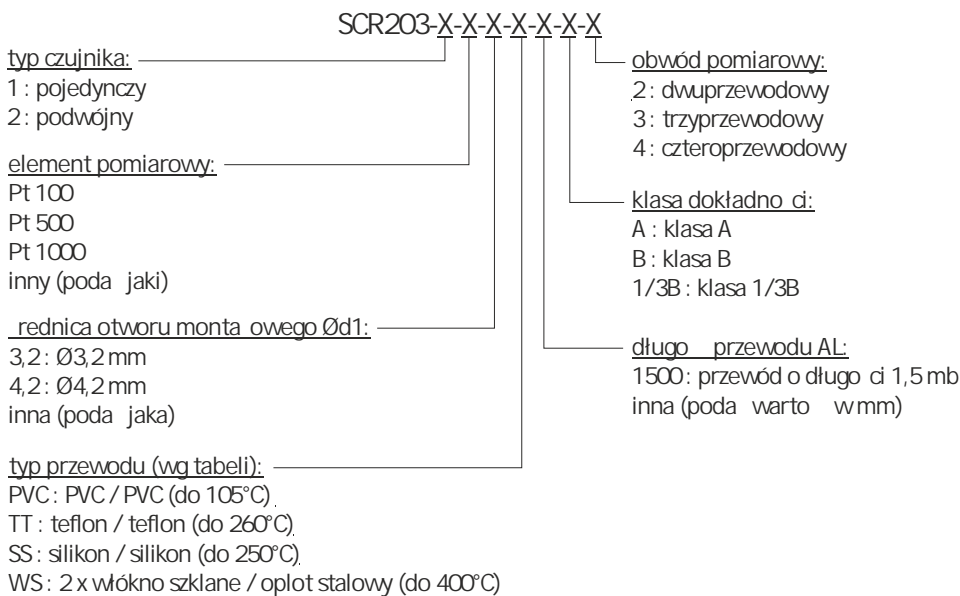 SCR203-X-X-X-X-X-X-X
typ czujnika:
1 : pojedynczy
2 : podwójny
element pomiarowy:
Pt 100
Pt 500
Pt 1000
inny (poda jaki)
rednica otworu monta owego Ød1:
3,2 : Ø3,2 mm
4,2 : Ø4,2 mm
inna (poda jaka)
typ przewodu (wg tabeli):
PVC : PVC / PVC (do 105°C)
TT : teflon / teflon (do 260°C)
SS : silikon / silikon (do 250°C)
WS : 2 x włókno szklane / oplot stalowy (do 400°C)
obwód pomiarowy:
2 : dwuprzewodowy
3 : trzyprzewodowy
4 : czteroprzewodowy
klasa dokładno ci:
A : klasa A
B : klasa B
1/3B : klasa 1/3B
długo przewodu AL:
1500 : przewód o długo ci 1,5 mb
inna (poda warto w mm)